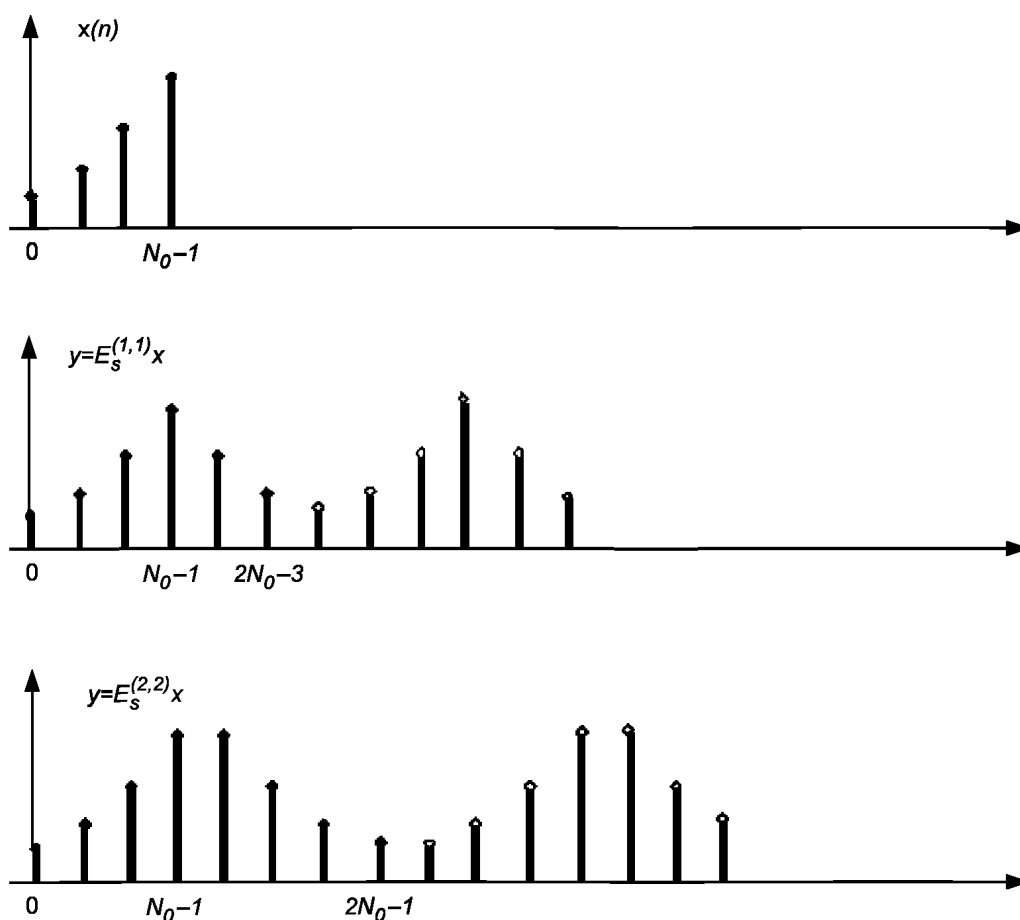 x(n)
0 N₀−1
y=Eₛ⁽¹,¹⁾x
0 N₀−1 2N₀−3
y=Eₛ⁽²,²⁾x
0 N₀−1 2N₀−1